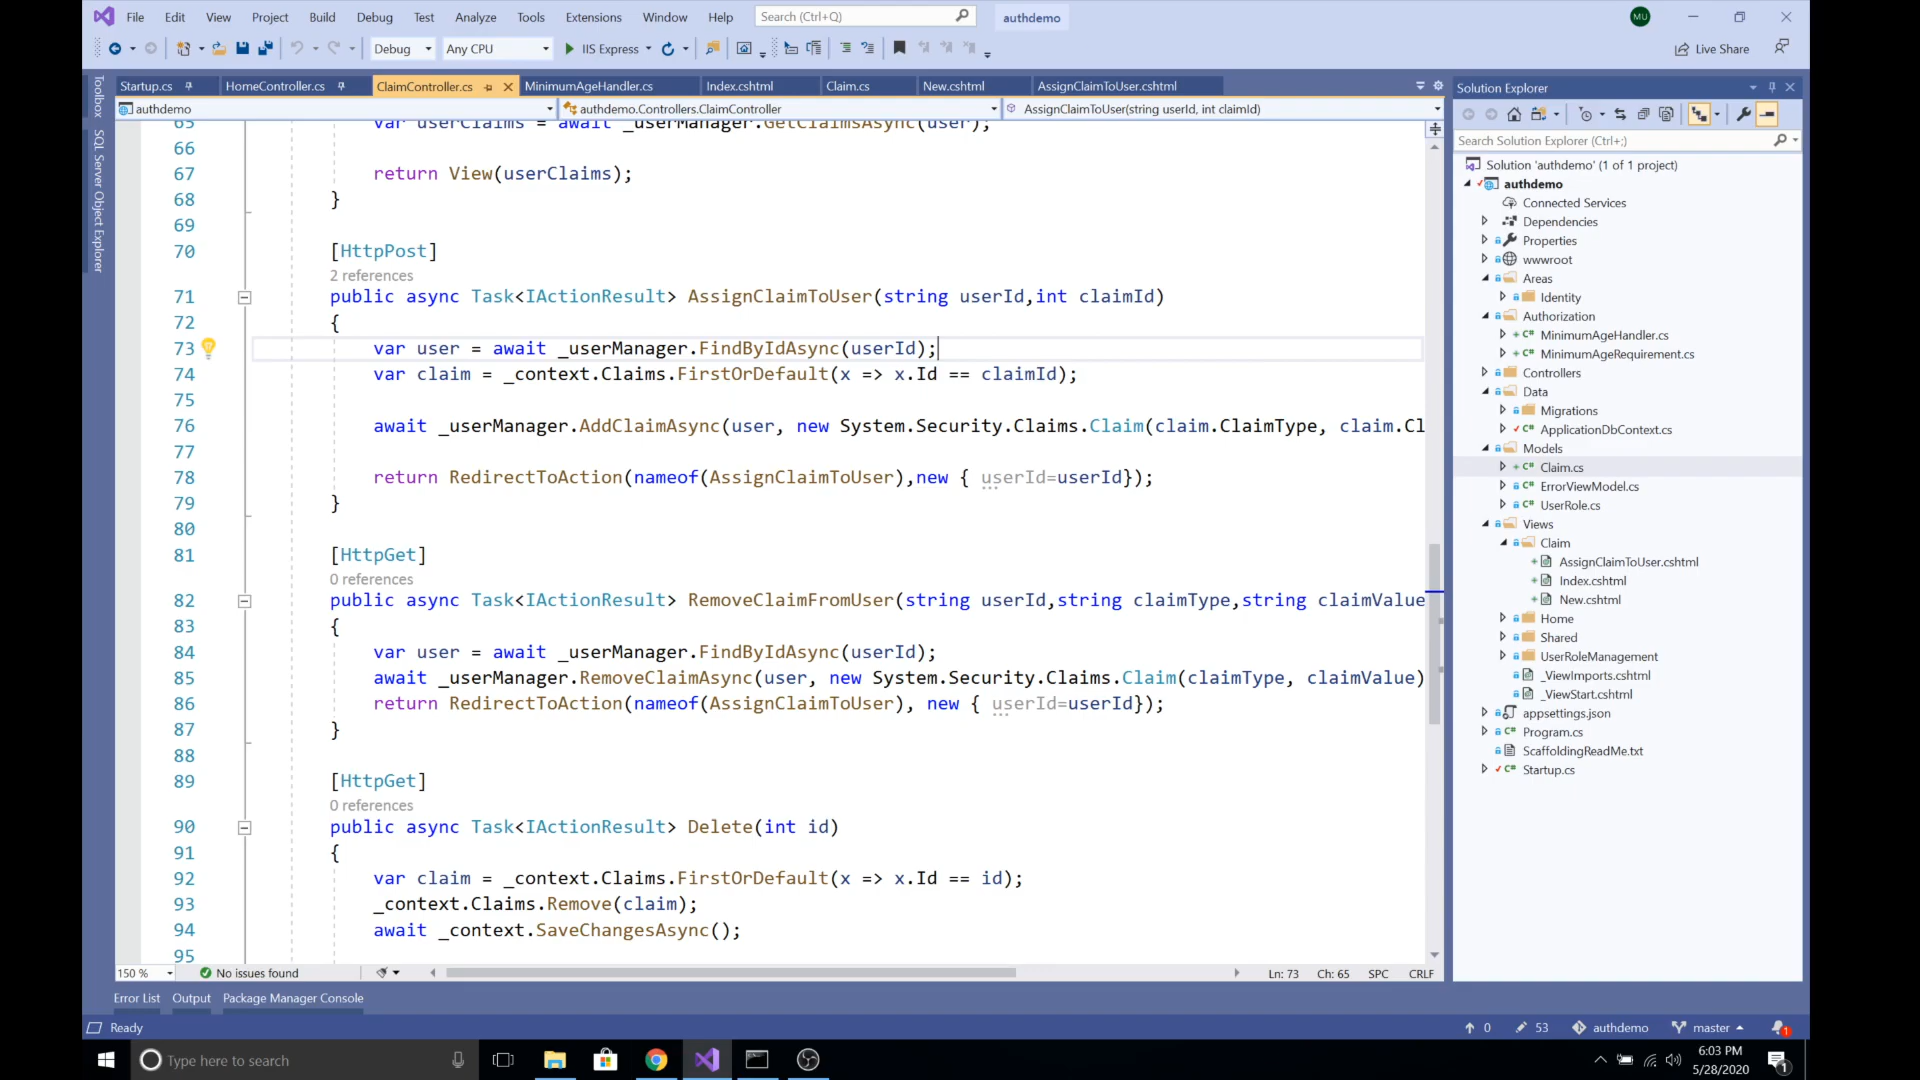 File Edit View Project Build Debug Test Analyze Tools Extensions Window Help Search (Ctrl+Q) authdemo MU
Debug Any CPU IIS Express Live Share
Startup.cs HomeController.cs ClaimController.cs MinimumAgeHandler.cs Index.cshtml Claim.cs New.cshtml AssignClaimToUser.cshtml
authdemo authdemo.Controllers.ClaimController AssignClaimToUser(string userId, int claimId)
Toolbox
SQL Server Object Explorer
65 var userClaims = await _userManager.GetClaimsAsync(user);
66
67 return View(userClaims);
68 }
69
70 [HttpPost]
2 references
71 public async Task<IActionResult> AssignClaimToUser(string userId,int claimId)
72 {
73 var user = await _userManager.FindByIdAsync(userId);
74 var claim = _context.Claims.FirstOrDefault(x => x.Id == claimId);
75
76 await _userManager.AddClaimAsync(user, new System.Security.Claims.Claim(claim.ClaimType, claim.Cl
77
78 return RedirectToAction(nameof(AssignClaimToUser),new { userId=userId});
79 }
80
81 [HttpGet]
0 references
82 public async Task<IActionResult> RemoveClaimFromUser(string userId,string claimType,string claimValue
83 {
84 var user = await _userManager.FindByIdAsync(userId);
85 await _userManager.RemoveClaimAsync(user, new System.Security.Claims.Claim(claimType, claimValue)
86 return RedirectToAction(nameof(AssignClaimToUser), new { userId=userId});
87 }
88
89 [HttpGet]
0 references
90 public async Task<IActionResult> Delete(int id)
91 {
92 var claim = _context.Claims.FirstOrDefault(x => x.Id == id);
93 _context.Claims.Remove(claim);
94 await _context.SaveChangesAsync();
95
150 % No issues found Ln: 73 Ch: 65 SPC CRLF
Solution Explorer
Search Solution Explorer (Ctrl+;)
Solution 'authdemo' (1 of 1 project)
authdemo
Connected Services
Dependencies
Properties
wwwroot
Areas
Identity
Authorization
C# MinimumAgeHandler.cs
C# MinimumAgeRequirement.cs
Controllers
Data
Migrations
C# ApplicationDbContext.cs
Models
C# Claim.cs
C# ErrorViewModel.cs
C# UserRole.cs
Views
Claim
AssignClaimToUser.cshtml
Index.cshtml
New.cshtml
Home
Shared
UserRoleManagement
_ViewImports.cshtml
_ViewStart.cshtml
appsettings.json
C# Program.cs
ScaffoldingReadMe.txt
C# Startup.cs
Error List Output Package Manager Console
Ready 0 53 authdemo master 1
Type here to search 6:03 PM
5/28/2020 1